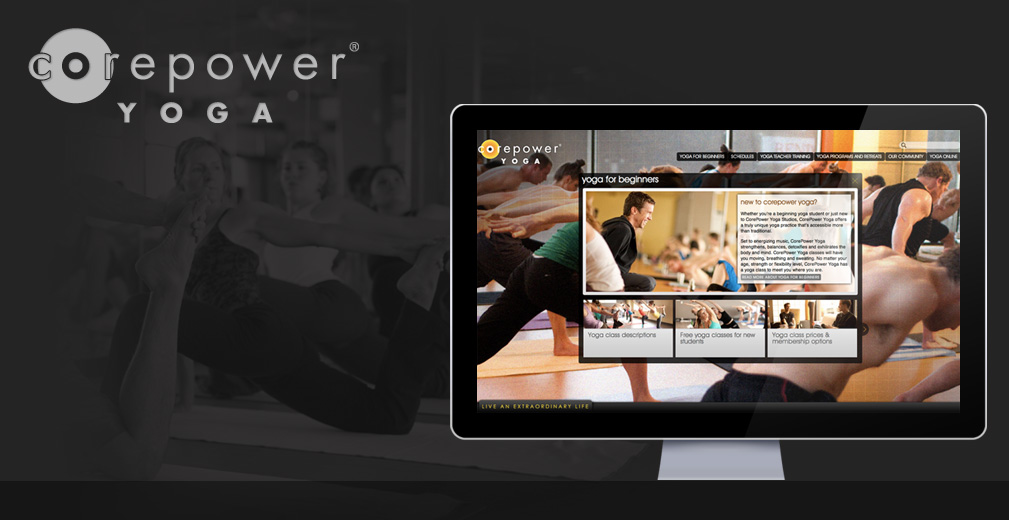 corepower®
YOGA
corepower®
YOGA
YOGA FOR BEGINNERS SCHEDULES YOGA TEACHER TRAINING YOGA PROGRAMS AND RETREATS OUR COMMUNITY YOGA ONLINE
yoga for beginners
new to corepower yoga?
Whether you're a beginning yoga student or just new
to CorePower Yoga Studios, CorePower Yoga offers
a truly unique yoga practice that's accessible more
than traditional.
Set to energizing music, CorePower Yoga
strengthens, balances, detoxifies and exhilirates the
body and mind. CorePower Yoga classes will have
you moving, breathing and sweating. No matter your
age, strength or flexibility level, CorePower Yoga has
a yoga class to meet you where you are.
READ MORE ABOUT YOGA FOR BEGINNERS
Yoga class descriptions
Free yoga classes for new
students
Yoga class prices &
membership options
LIVE AN EXTRAORDINARY LIFE